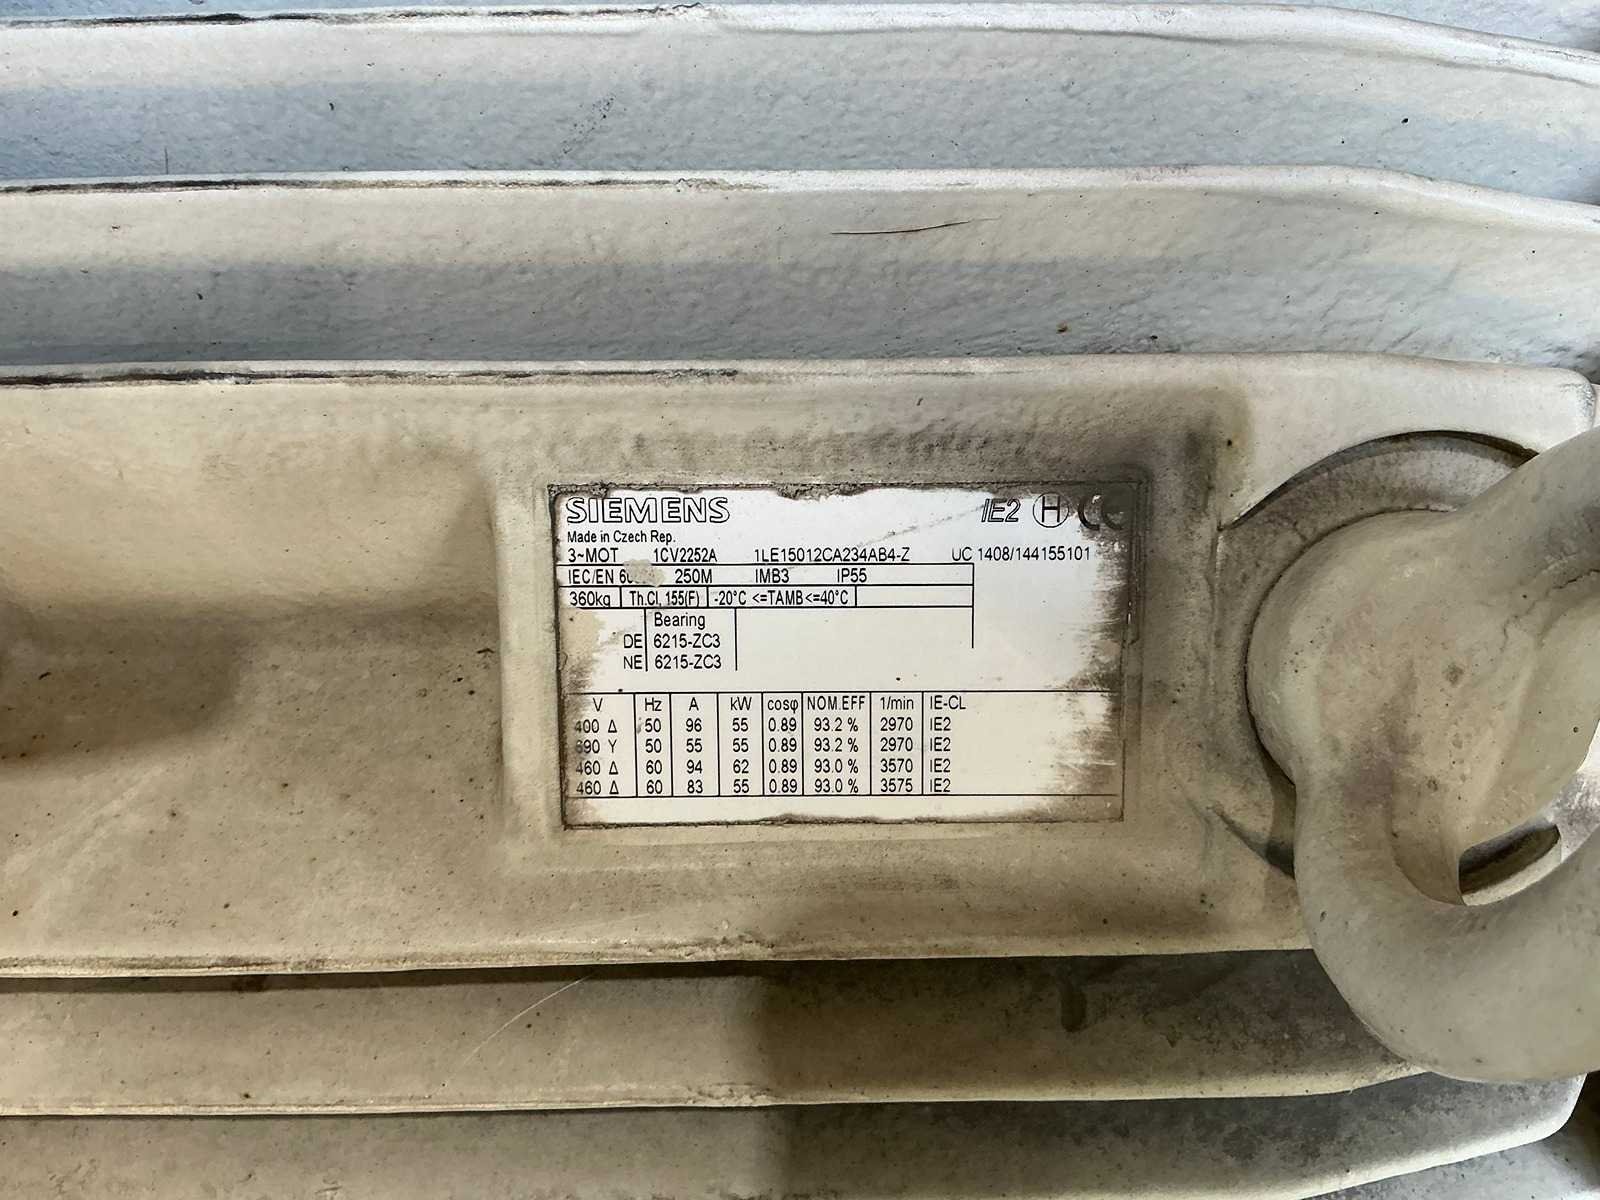 SIEMENS IE2 H CE
Made in Czech Rep.
3~MOT 1CV2252A 1LE15012CA234AB4-Z UC 1408/144155101
IEC/EN 250M IMB3 IP55
360kg Th.Cl. 155(F) -20°C <=TAMB<=40°C
Bearing
DE 6215-ZC3
NE 6215-ZC3
V Hz A kW cosφ NOM.EFF 1/min IE-CL
400 Δ 50 96 55 0.89 93.2 % 2970 IE2
690 Y 50 55 55 0.89 93.2 % 2970 IE2
460 Δ 60 94 62 0.89 93.0 % 3570 IE2
460 Δ 60 83 55 0.89 93.0 % 3575 IE2